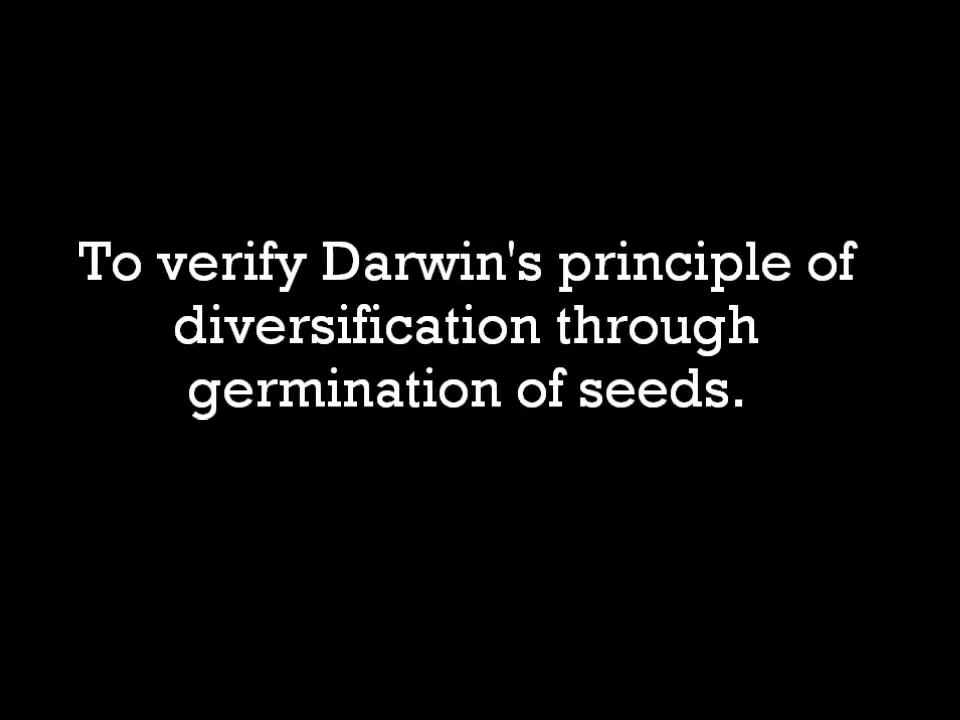 To verify Darwin's principle of
diversification through
germination of seeds.